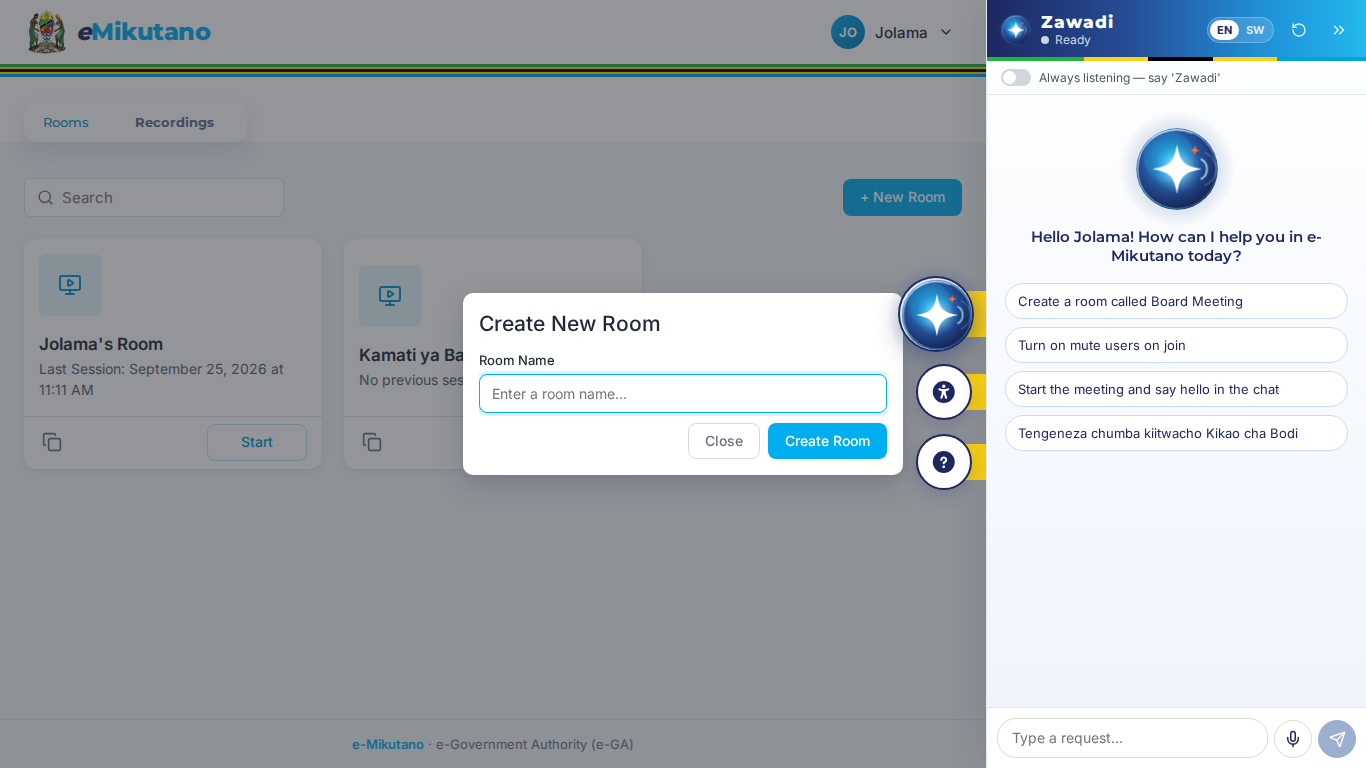 eMikutano
JO Jolama
Rooms Recordings
Search
+ New Room
Jolama's Room
Last Session: September 25, 2026 at
11:11 AM
Start
Kamati ya Ba
No previous ses
Create New Room
Room Name
Enter a room name...
Close Create Room
e-Mikutano · e-Government Authority (e-GA)
Zawadi
Ready
EN SW
Always listening — say 'Zawadi'
Hello Jolama! How can I help you in e-
Mikutano today?
Create a room called Board Meeting
Turn on mute users on join
Start the meeting and say hello in the chat
Tengeneza chumba kiitwacho Kikao cha Bodi
Type a request...